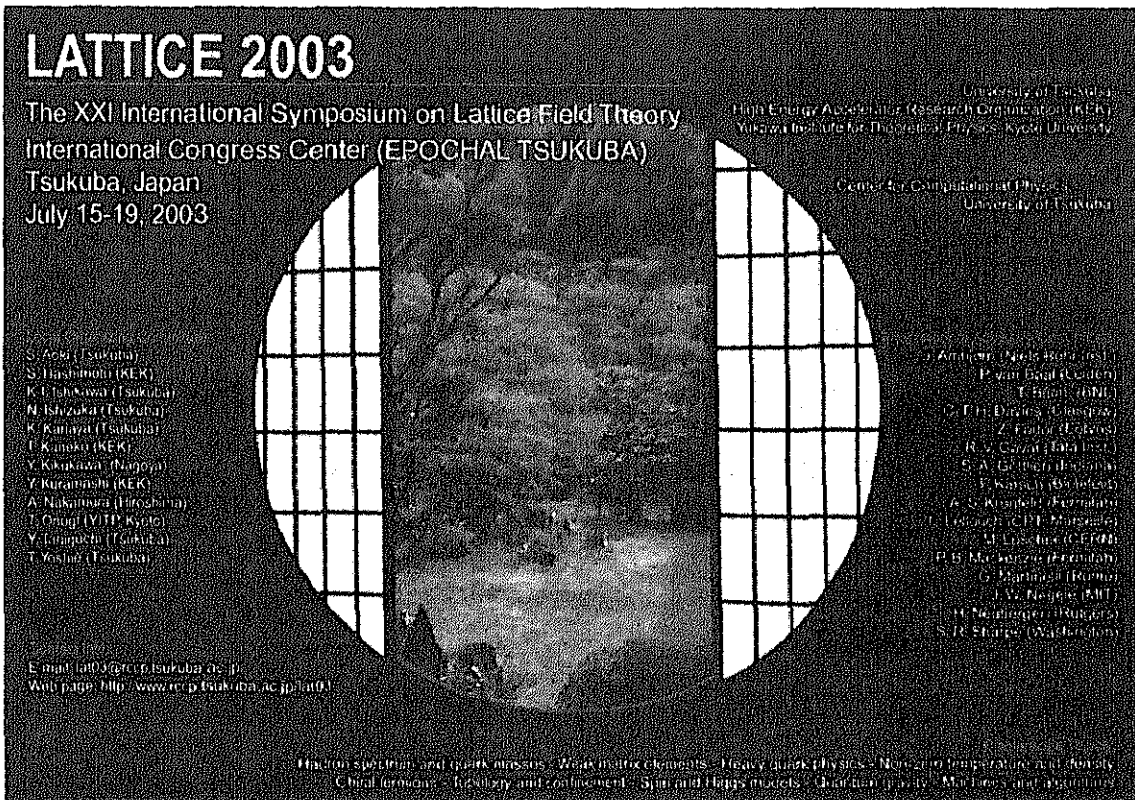 LATTICE 2003
The XXI International Symposium on Lattice Field Theory
International Congress Center (EPOCHAL TSUKUBA)
Tsukuba, Japan
July 15-19, 2003
University of Tsukuba
High Energy Accelerator Research Organization (KEK)
Yukawa Institute for Theoretical Physics, Kyoto University
Center for Computational Physics
University of Tsukuba
S. Aoki (Tsukuba)
S. Hashimoto (KEK)
K-I. Ishikawa (Tsukuba)
N. Ishizuka (Tsukuba)
K. Kanaya (Tsukuba)
T. Kaneko (KEK)
Y. Kikukawa (Nagoya)
Y. Kuramashi (KEK)
A. Nakamura (Hiroshima)
T. Onogi (YITP, Kyoto)
Y. Taniguchi (Tsukuba)
T. Yoshie (Tsukuba)
P. van Baal (Leiden)
(BNL)
C. T. H. Davies (Glasgow)
Z. Fodor (Eotvos)
R. V. Gavai (Tata Inst.)
S. A. Gottlieb (Indiana)
F. Karsch (Bielefeld)
A. S. Kronfeld (Fermilab)
(CPT Marseille)
M. Luscher (CERN)
P. B. Mackenzie (Fermilab)
G. Martinelli (Rome)
J. W. Negele (MIT)
H. Neuberger (Rutgers)
S. R. Sharpe (Washington)
E-mail: lat03@rccp.tsukuba.ac.jp
Web page: http://www.rccp.tsukuba.ac.jp/lat03
Hadron spectrum and quark masses - Weak matrix elements - Heavy quark physics - Non-zero temperature and density
Chiral fermions - Topology and confinement - Spin and Higgs models - Quantum gravity - Machines and algorithms